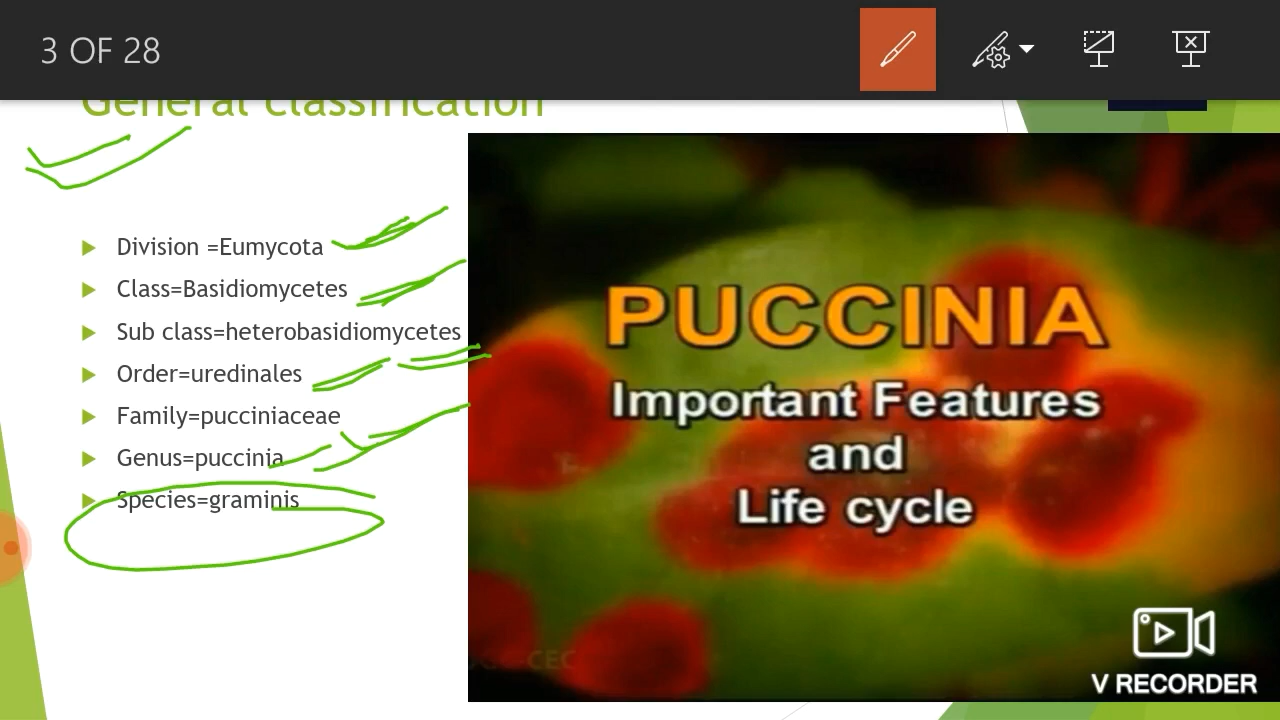 3 OF 28
General classification
Division =Eumycota
Class=Basidiomycetes
Sub class=heterobasidiomycetes
Order=uredinales
Family=pucciniaceae
Genus=puccinia
Species=graminis
PUCCINIA
Important Features
and
Life cycle
CEC
V RECORDER